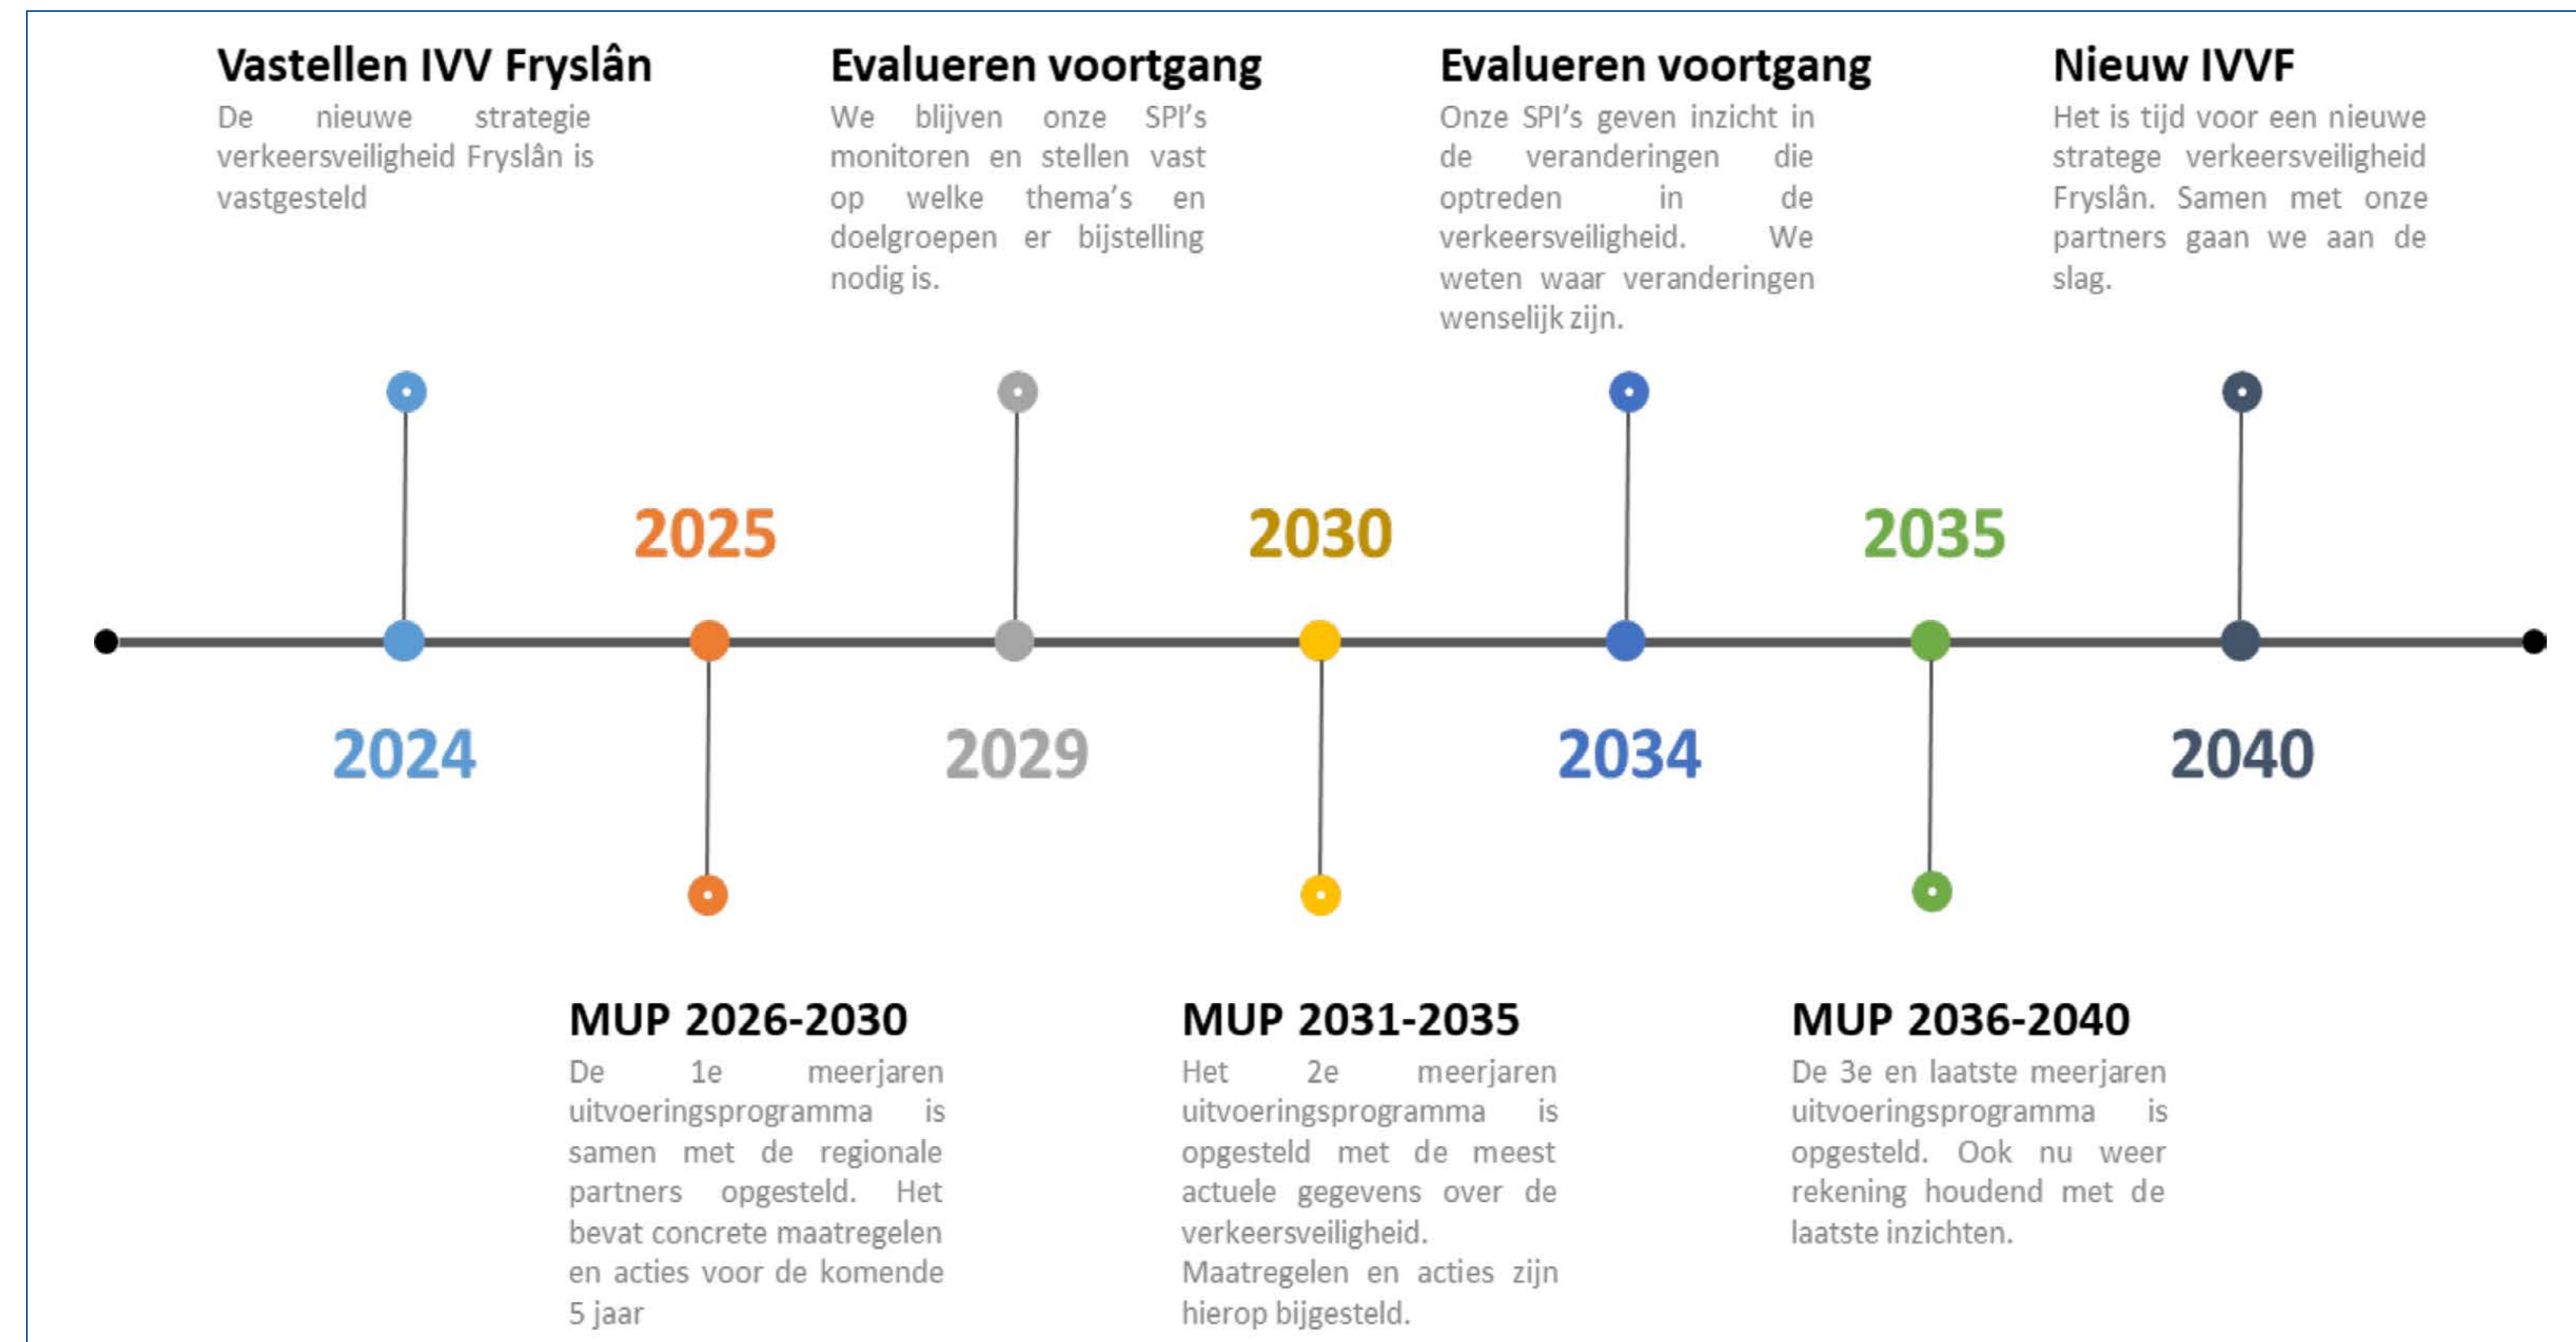 Vastellen IVV Fryslân
De nieuwe strategie
verkeersveiligheid Fryslân is
vastgesteld
Evalueren voortgang
We blijven onze SPI's
monitoren en stellen vast
op welke thema's en
doelgroepen er bijstelling
nodig is.
Evalueren voortgang
Onze SPI's geven inzicht in
de veranderingen die
optreden in de
verkeersveiligheid. We
weten waar veranderingen
wenselijk zijn.
Nieuw IVVF
Het is tijd voor een nieuwe
stratege verkeersveiligheid
Fryslân. Samen met onze
partners gaan we aan de
slag.
2025
2030
2035
2024
2029
2034
2040
MUP 2026-2030
De 1e meerjaren
uitvoeringsprogramma is
samen met de regionale
partners opgesteld. Het
bevat concrete maatregelen
en acties voor de komende
5 jaar
MUP 2031-2035
Het 2e meerjaren
uitvoeringsprogramma is
opgesteld met de meest
actuele gegevens over de
verkeersveiligheid.
Maatregelen en acties zijn
hierop bijgesteld.
MUP 2036-2040
De 3e en laatste meerjaren
uitvoeringsprogramma is
opgesteld. Ook nu weer
rekening houdend met de
laatste inzichten.